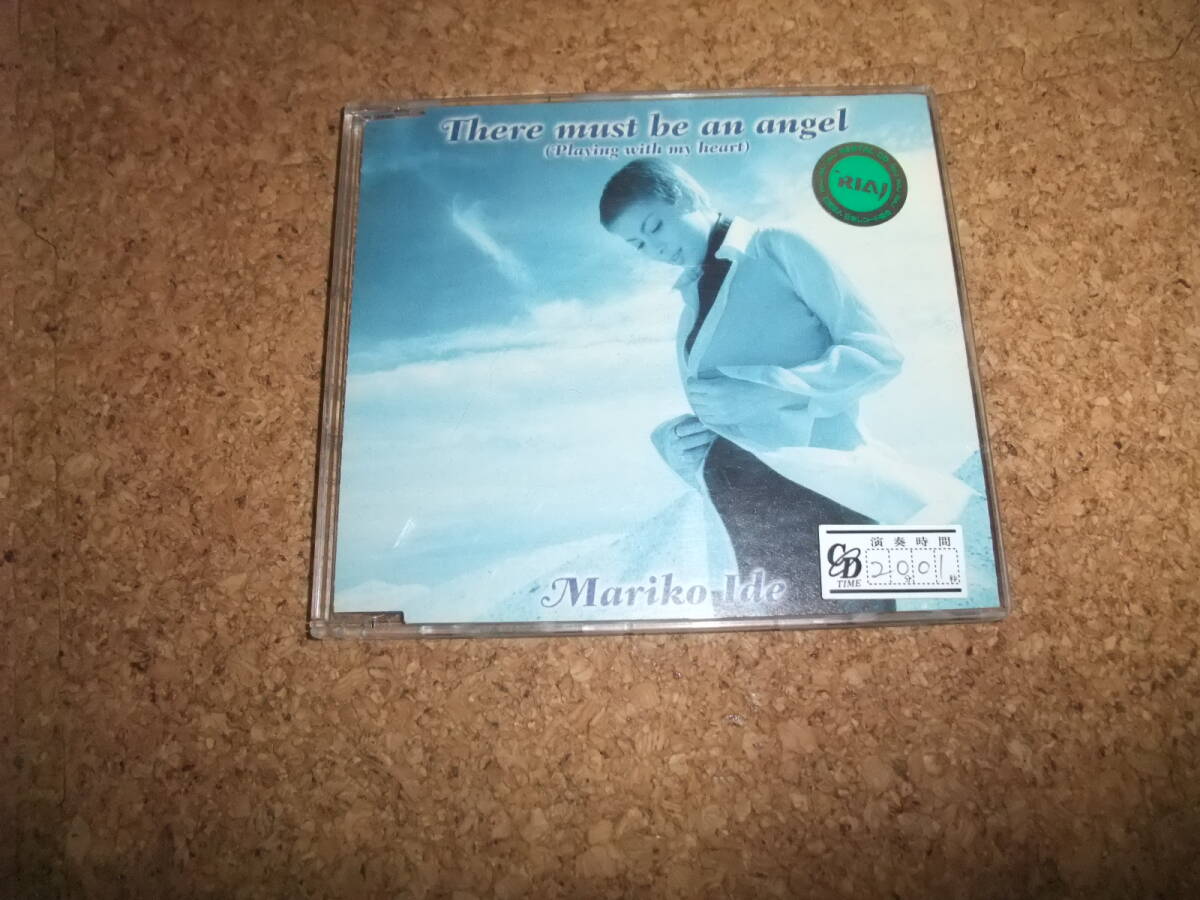 There must be an angel
(Playing with my heart)
RIAJ
Mariko Ide
演奏時間
CD
TIME
20分01秒